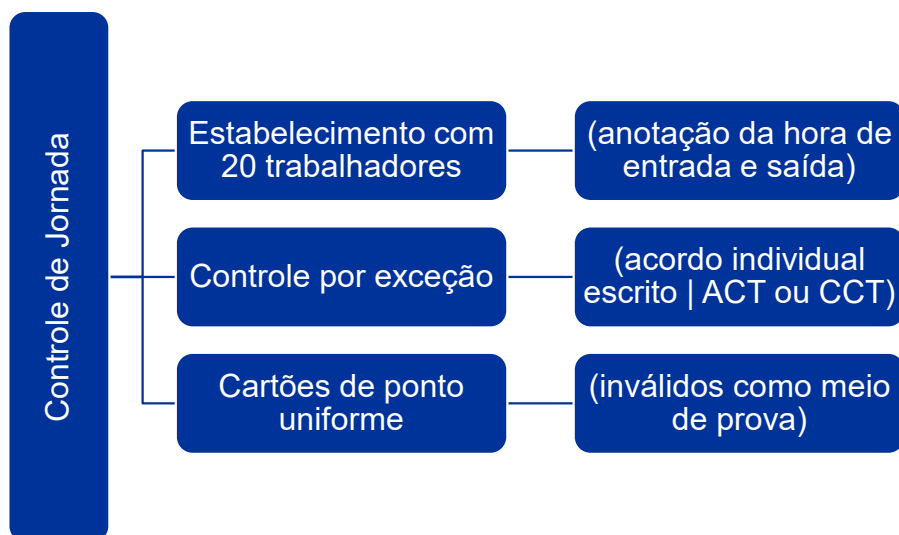 Controle de Jornada
Estabelecimento com
20 trabalhadores
(anotação da hora de
entrada e saída)
Controle por exceção
(acordo individual
escrito | ACT ou CCT)
Cartões de ponto
uniforme
(inválidos como meio
de prova)